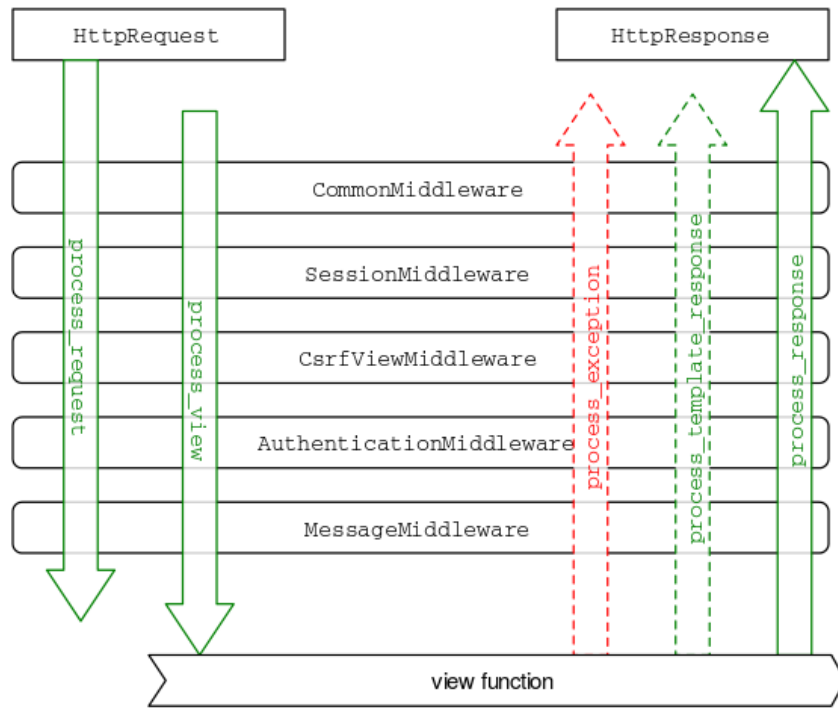 HttpRequest
HttpResponse
CommonMiddleware
SessionMiddleware
CsrfViewMiddleware
AuthenticationMiddleware
MessageMiddleware
process_request
process_view
process_exception
process_template_response
process_response
view function